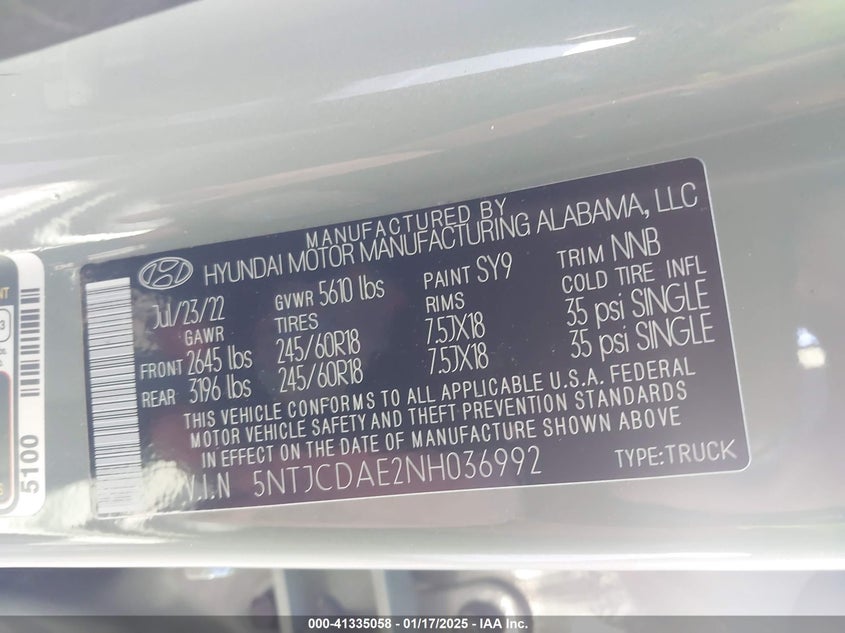 MANUFACTURED BY
HYUNDAI MOTOR MANUFACTURING ALABAMA, LLC
Jul/23/22 GVWR 5610 lbs PAINT SY9 TRIM NNB
GAWR TIRES RIMS COLD TIRE INFL
FRONT 2645 lbs 245/60R18 7.5JX18 35 psi SINGLE
REAR 3196 lbs 245/60R18 7.5JX18 35 psi SINGLE
THIS VEHICLE CONFORMS TO ALL APPLICABLE U.S.A. FEDERAL
MOTOR VEHICLE SAFETY AND THEFT PREVENTION STANDARDS
IN EFFECT ON THE DATE OF MANUFACTURE SHOWN ABOVE
V.I.N 5NTJCDAE2NH036992 TYPE:TRUCK
5100
000-41335058 - 01/17/2025 - IAA Inc.